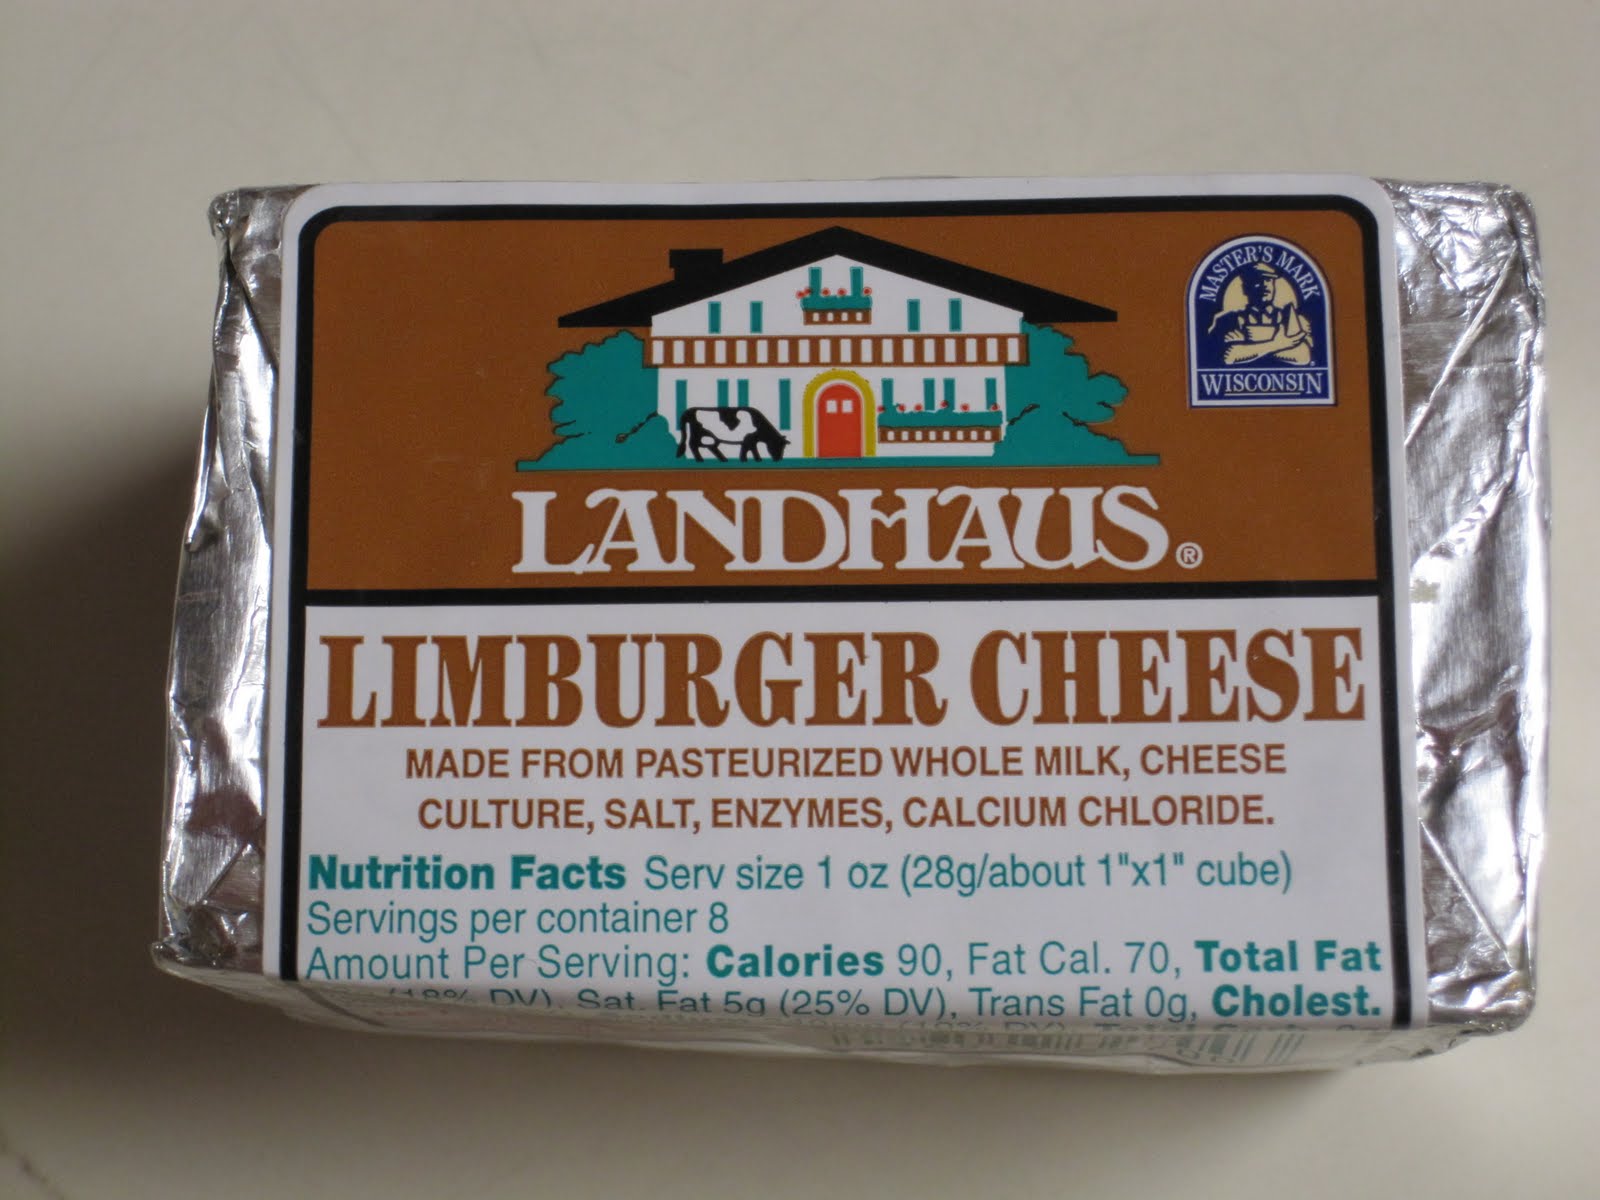 MASTER'S MARK
WISCONSIN
LANDHAUS®
LIMBURGER CHEESE
MADE FROM PASTEURIZED WHOLE MILK, CHEESE
CULTURE, SALT, ENZYMES, CALCIUM CHLORIDE.
Nutrition Facts Serv size 1 oz (28g/about 1"x1" cube)
Servings per container 8
Amount Per Serving: Calories 90, Fat Cal. 70, Total Fat
(18% DV), Sat. Fat 5g (25% DV), Trans Fat 0g, Cholest.